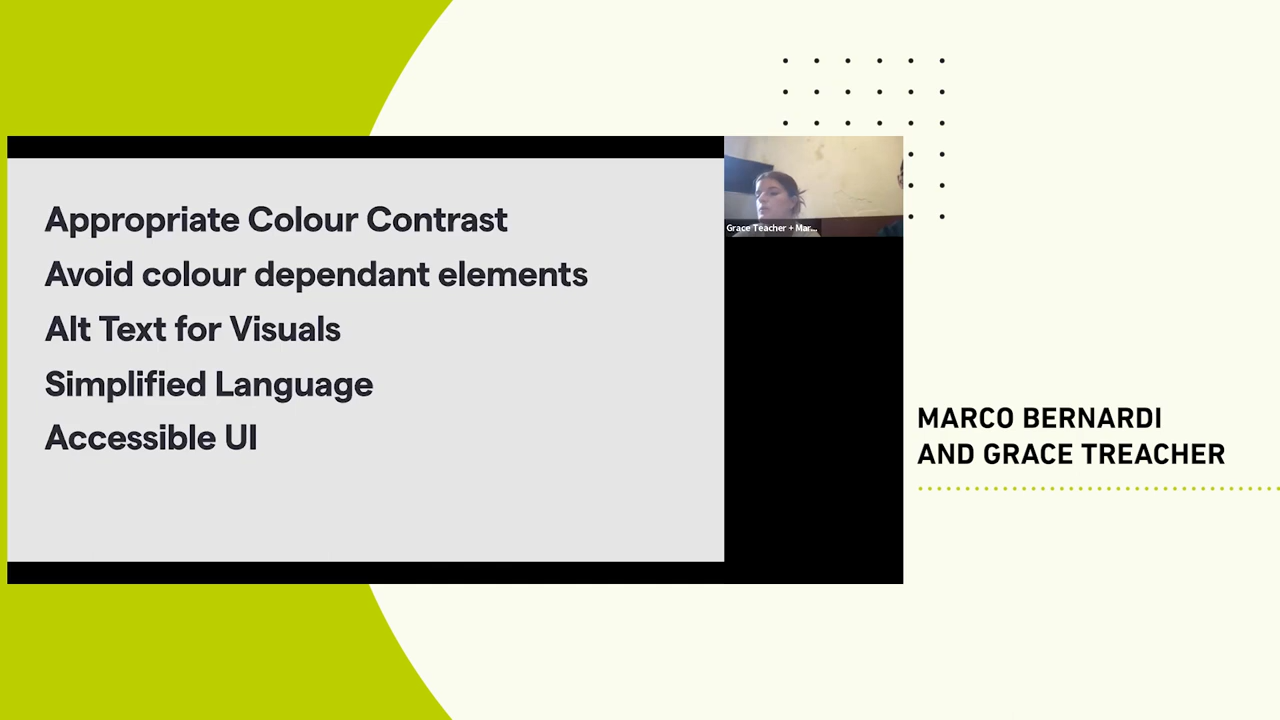 Appropriate Colour Contrast
Avoid colour dependant elements
Alt Text for Visuals
Simplified Language
Accessible UI
Grace Teacher + Mar...
MARCO BERNARDI
AND GRACE TREACHER